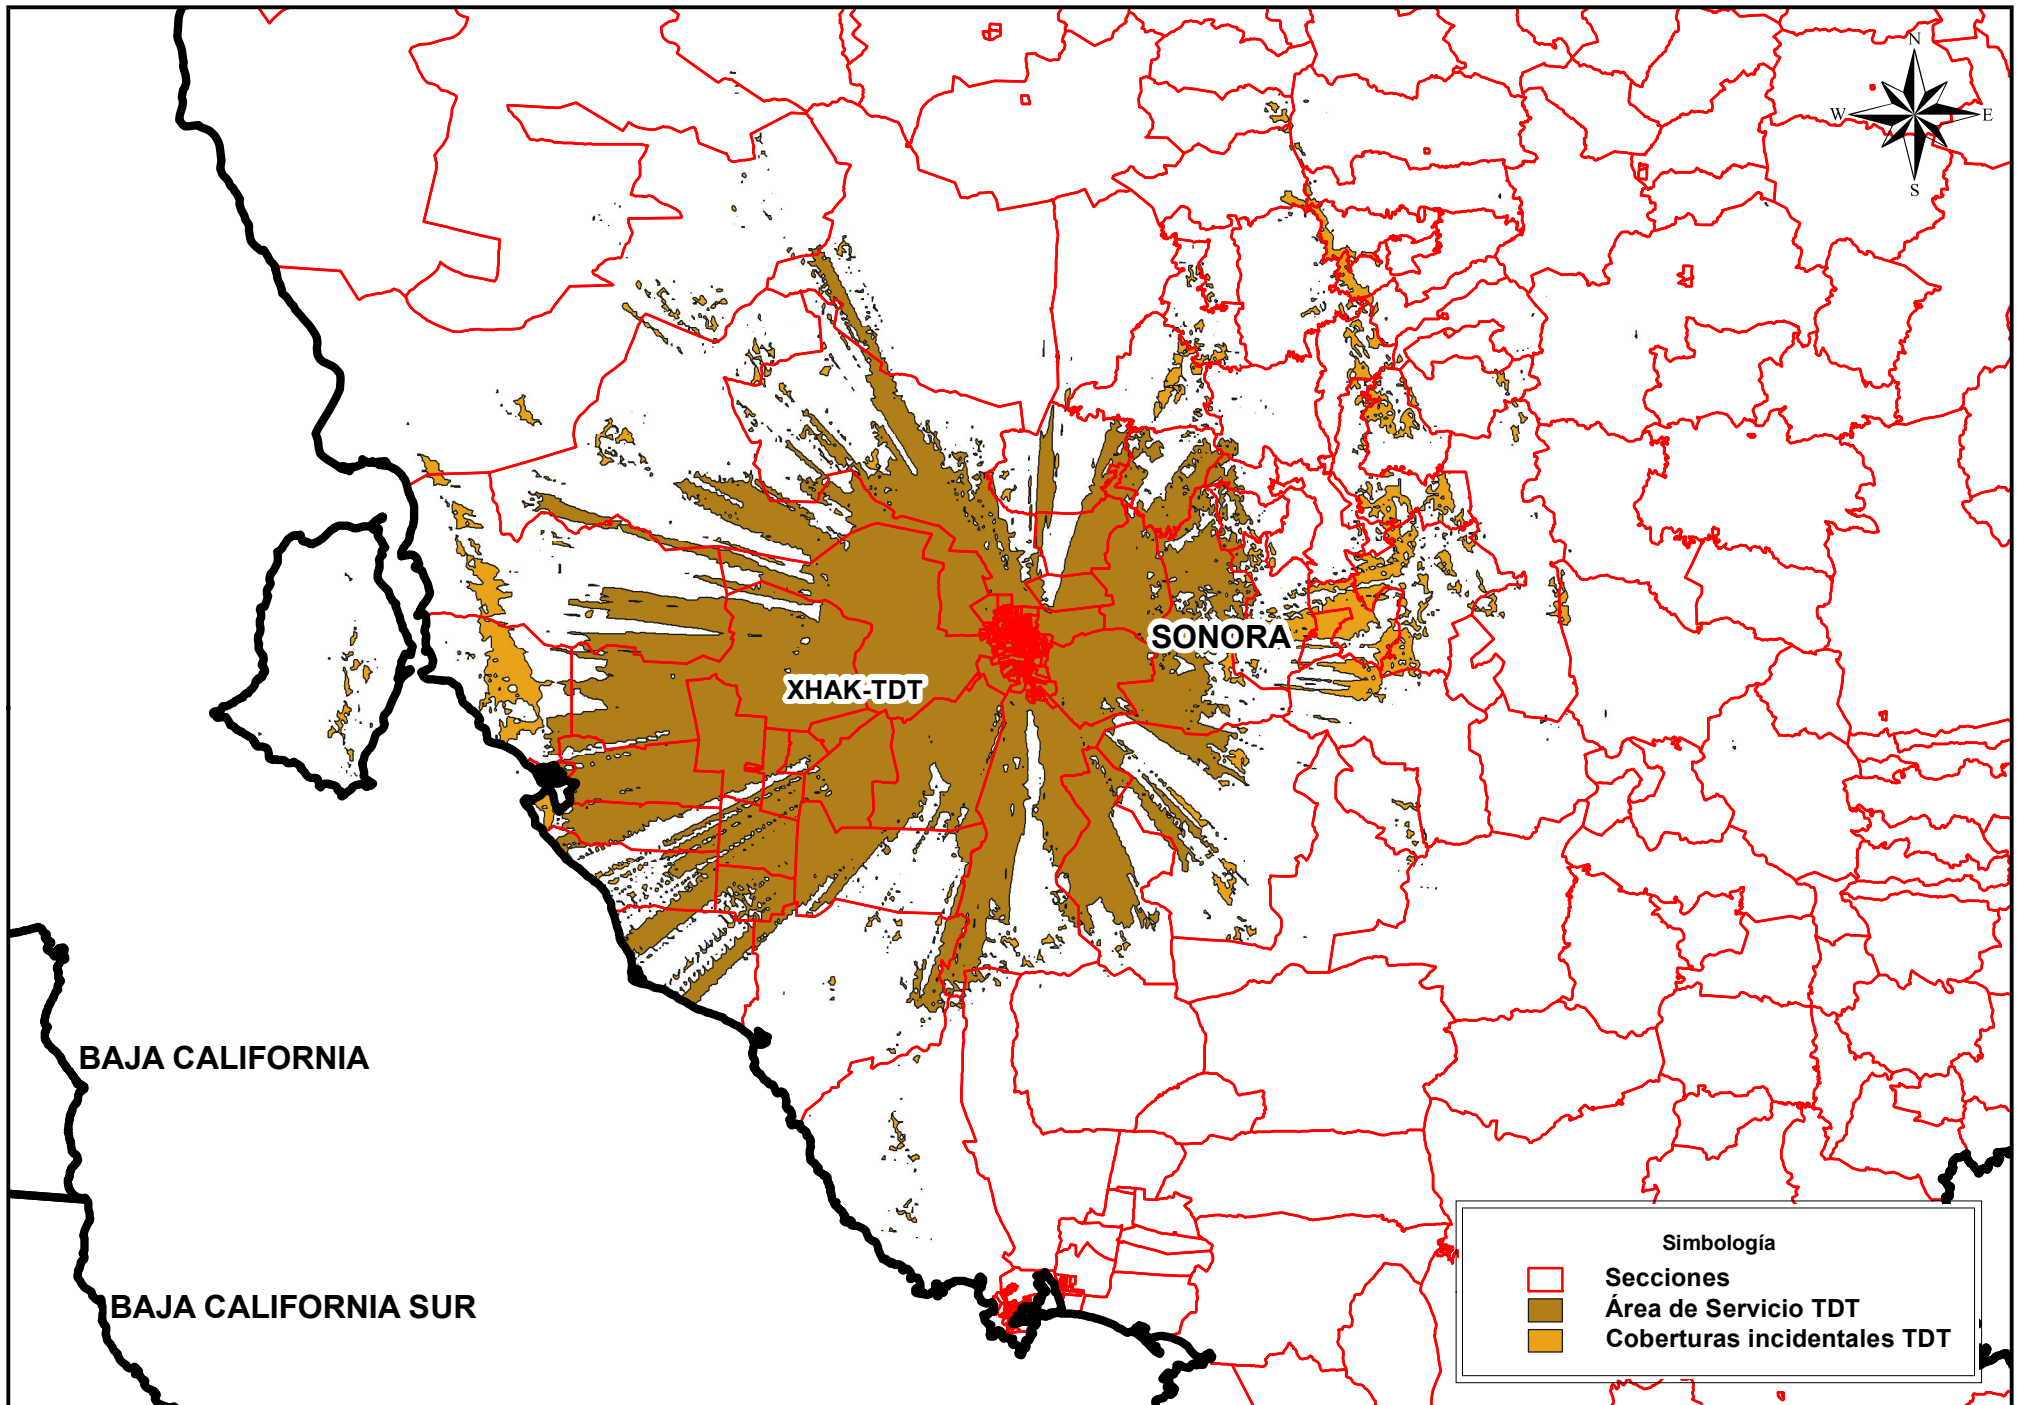 N
W E
S
SONORA
XHAK-TDT
BAJA CALIFORNIA
BAJA CALIFORNIA SUR
Simbología
Secciones
Área de Servicio TDT
Coberturas incidentales TDT